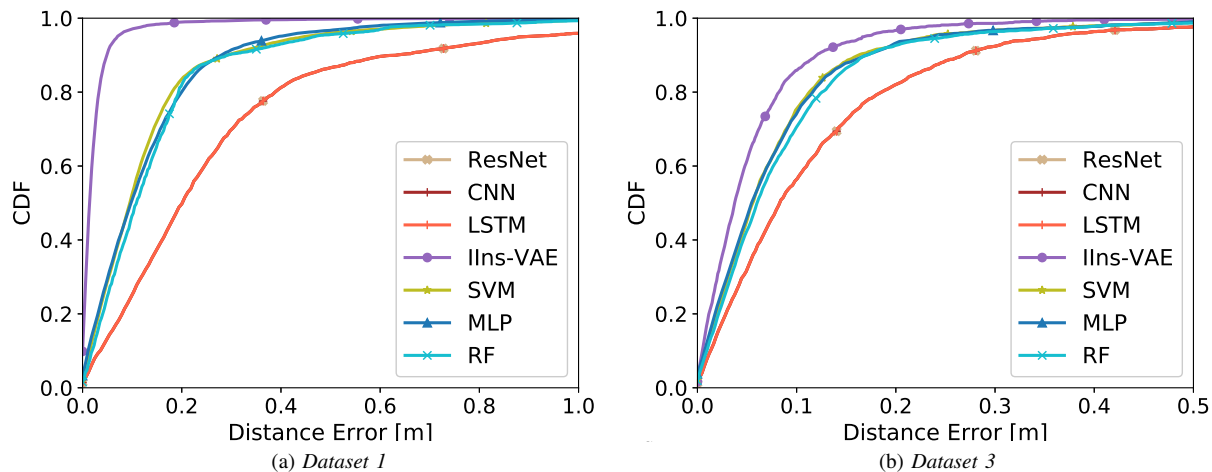 1.0
0.8
0.6
0.4
0.2
0.0
CDF
0.0 0.2 0.4 0.6 0.8 1.0
Distance Error [m]
ResNet
CNN
LSTM
IIns-VAE
SVM
MLP
RF
(a) Dataset 1
1.0
0.8
0.6
0.4
0.2
0.0
CDF
0.0 0.1 0.2 0.3 0.4 0.5
Distance Error [m]
ResNet
CNN
LSTM
IIns-VAE
SVM
MLP
RF
(b) Dataset 3